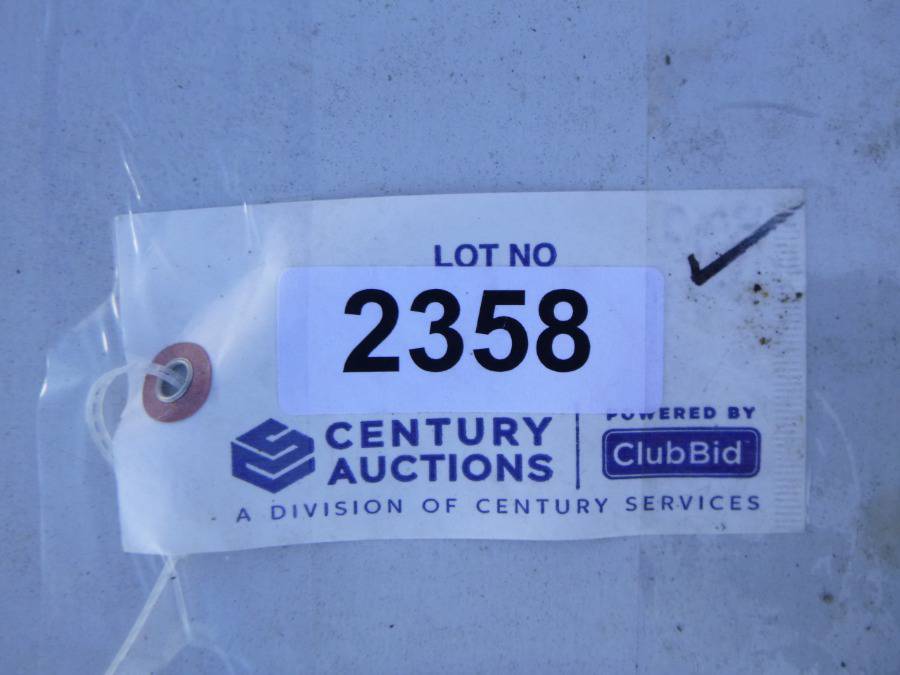 LOT NO
2358
CENTURY
AUCTIONS
POWERED BY
ClubBid
A DIVISION OF CENTURY SERVICES